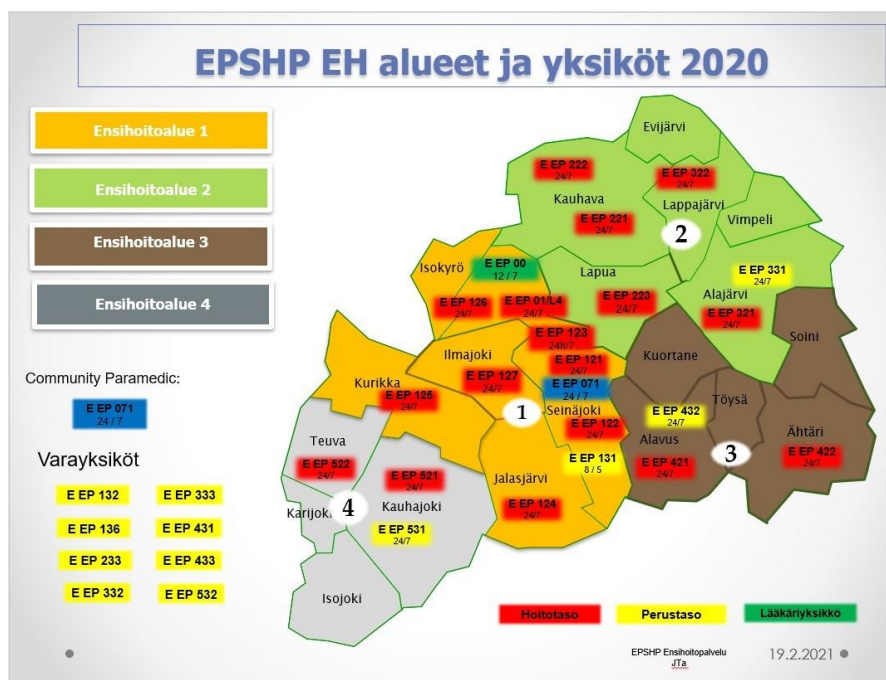 EPSHP EH alueet ja yksiköt 2020
Ensihoitoalue 1
Ensihoitoalue 2
Ensihoitoalue 3
Ensihoitoalue 4
Community Paramedic:
E EP 071
24 / 7
Varayksiköt
E EP 132
E EP 333
E EP 136
E EP 431
E EP 233
E EP 433
E EP 332
E EP 532
Evijärvi
E EP 222
24/7
E EP 322
24/7
Kauhava
Lappajärvi
E EP 221
24/7
Vimpeli
2
Isokyrö
E EP 00
12 / 7
Lapua
E EP 331
24/7
Alajärvi
E EP 126
24/7
E EP 01/L4
24/7
E EP 223
24/7
E EP 321
24/7
E EP 123
24h/7
Soini
Ilmajoki
E EP 121
24/7
Kuortane
Kurikka
E EP 127
24/7
E EP 071
24 / 7
Töysä
E EP 125
24/7
1
Seinäjoki
E EP 432
24/7
E EP 122
24/7
Alavus
Ähtäri
Teuva
E EP 522
24/7
E EP 521
24/7
Jalasjärvi
E EP 131
8 / 5
E EP 421
24/7
3
E EP 422
24/7
Karijoki
4
Kauhajoki
E EP 124
24/7
E EP 531
24/7
Isojoki
Hoitotaso
Perustaso
Lääkäriyksikkö
EPSHP Ensihoitopalvelu
JTa
19.2.2021